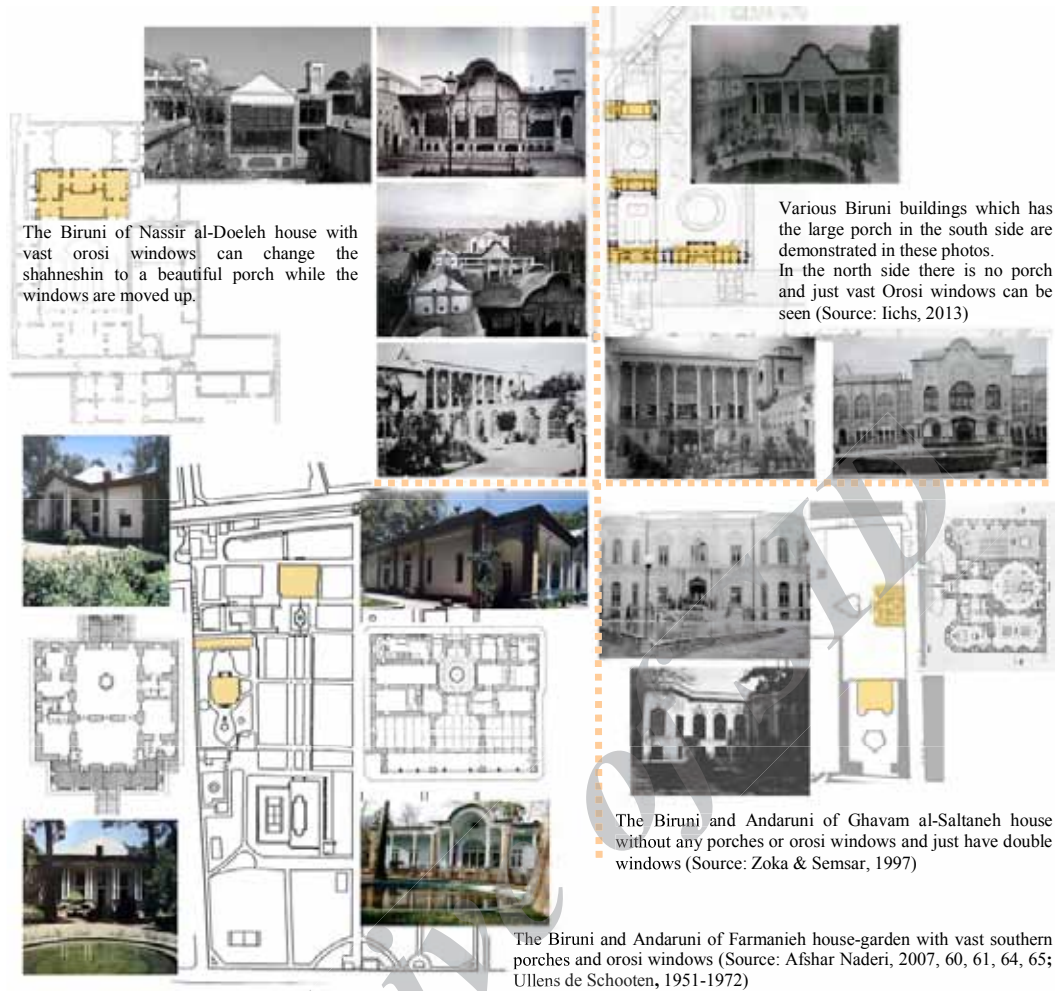 The Biruni of Nassir al-Doeleh house with
vast orosi windows can change the
shahneshin to a beautiful porch while the
windows are moved up.
Various Biruni buildings which has
the large porch in the south side are
demonstrated in these photos.
In the north side there is no porch
and just vast Orosi windows can be
seen (Source: Iichs, 2013)
The Biruni and Andaruni of Ghavam al-Saltaneh house
without any porches or orosi windows and just have double
windows (Source: Zoka & Semsar, 1997)
The Biruni and Andaruni of Farmanieh house-garden with vast southern
porches and orosi windows (Source: Afshar Naderi, 2007, 60, 61, 64, 65;
Ullens de Schooten, 1951-1972)